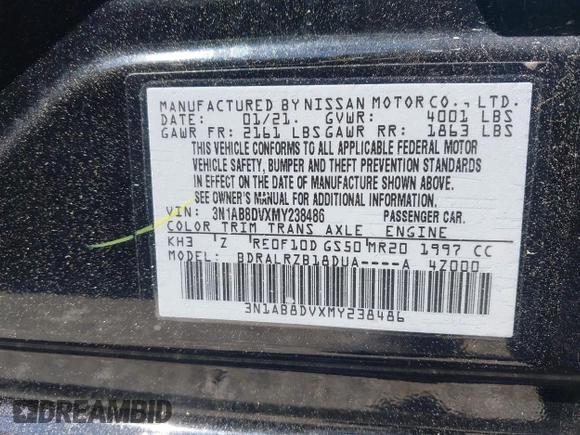 MANUFACTURED BY NISSAN MOTOR CO., LTD.
DATE: 01/21. GVWR: 4001 LBS
GAWR FR: 2161 LBS GAWR RR: 1863 LBS
THIS VEHICLE CONFORMS TO ALL APPLICABLE FEDERAL MOTOR
VEHICLE SAFETY, BUMPER AND THEFT PREVENTION STANDARDS
IN EFFECT ON THE DATE OF MANUFACTURE SHOWN ABOVE.
SEE OWNER'S MANUAL FOR ADDITIONAL INFORMATION.
VIN: 3N1AB8DVXMY238486 PASSENGER CAR.
COLOR TRIM TRANS AXLE ENGINE
KH3 Z RE0F10D GS50 MR20 1997 CC
MODEL: BDRALRZB18DUA----A 4Z000
3N1AB8DVXMY238486
DREAMBID